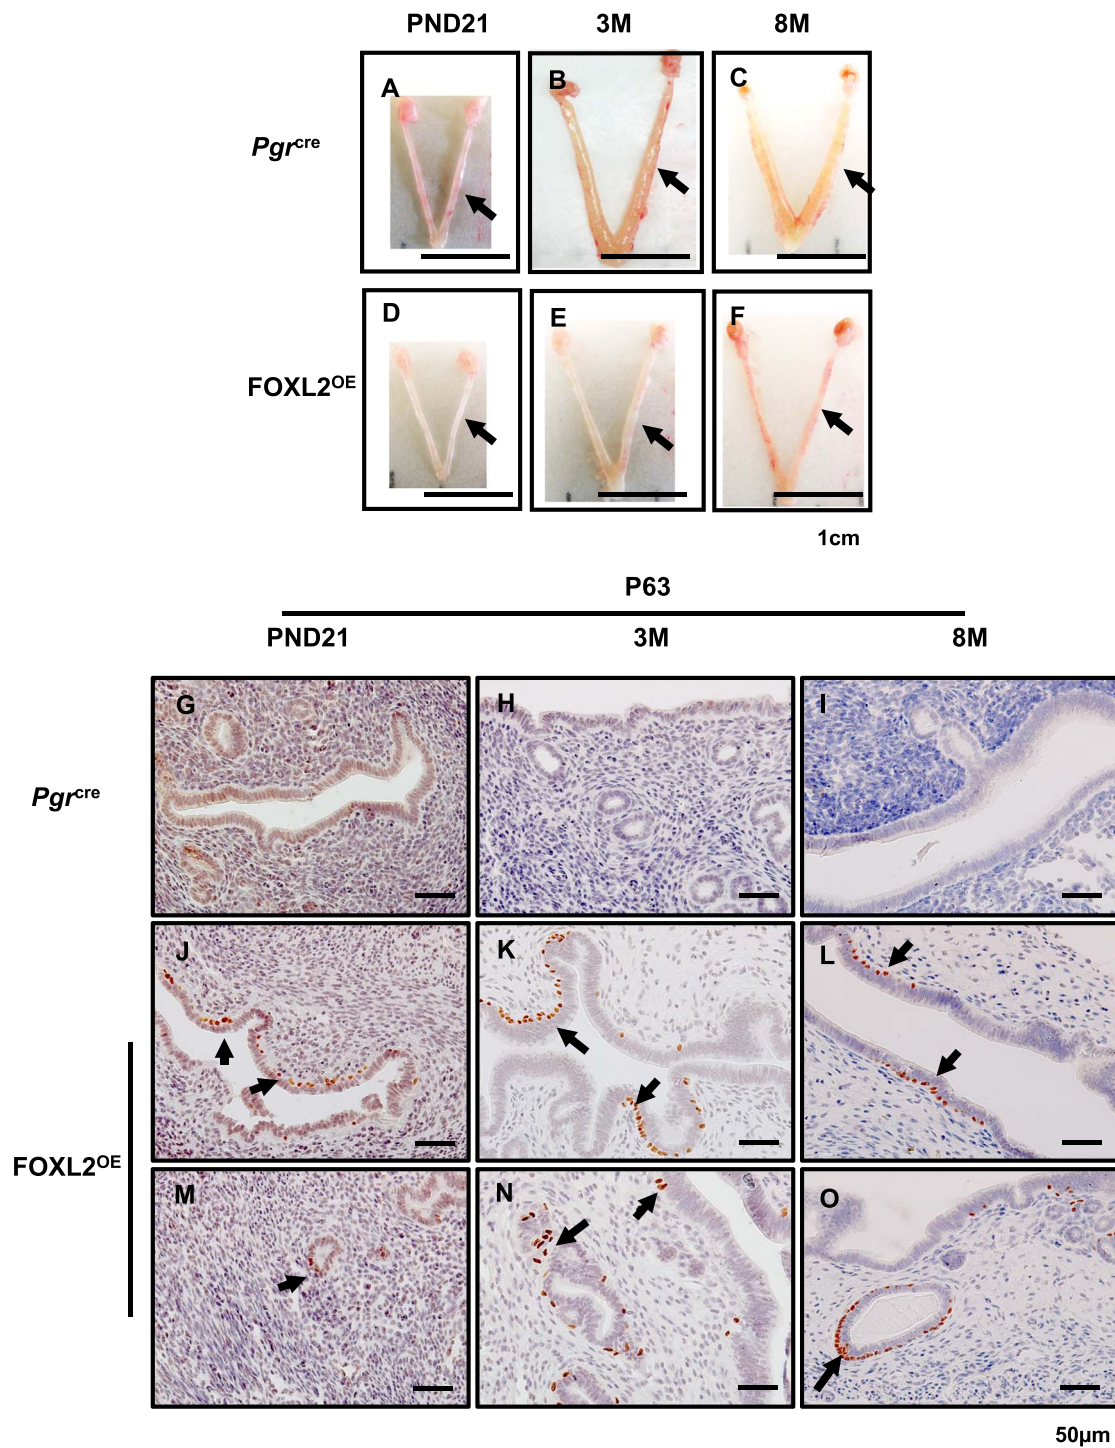 PND21 3M 8M
A B C
Pgrcre
D E F
FOXL2OE
1cm
P63
PND21 3M 8M
G H I
Pgrcre
J K L
FOXL2OE
M N O
50µm